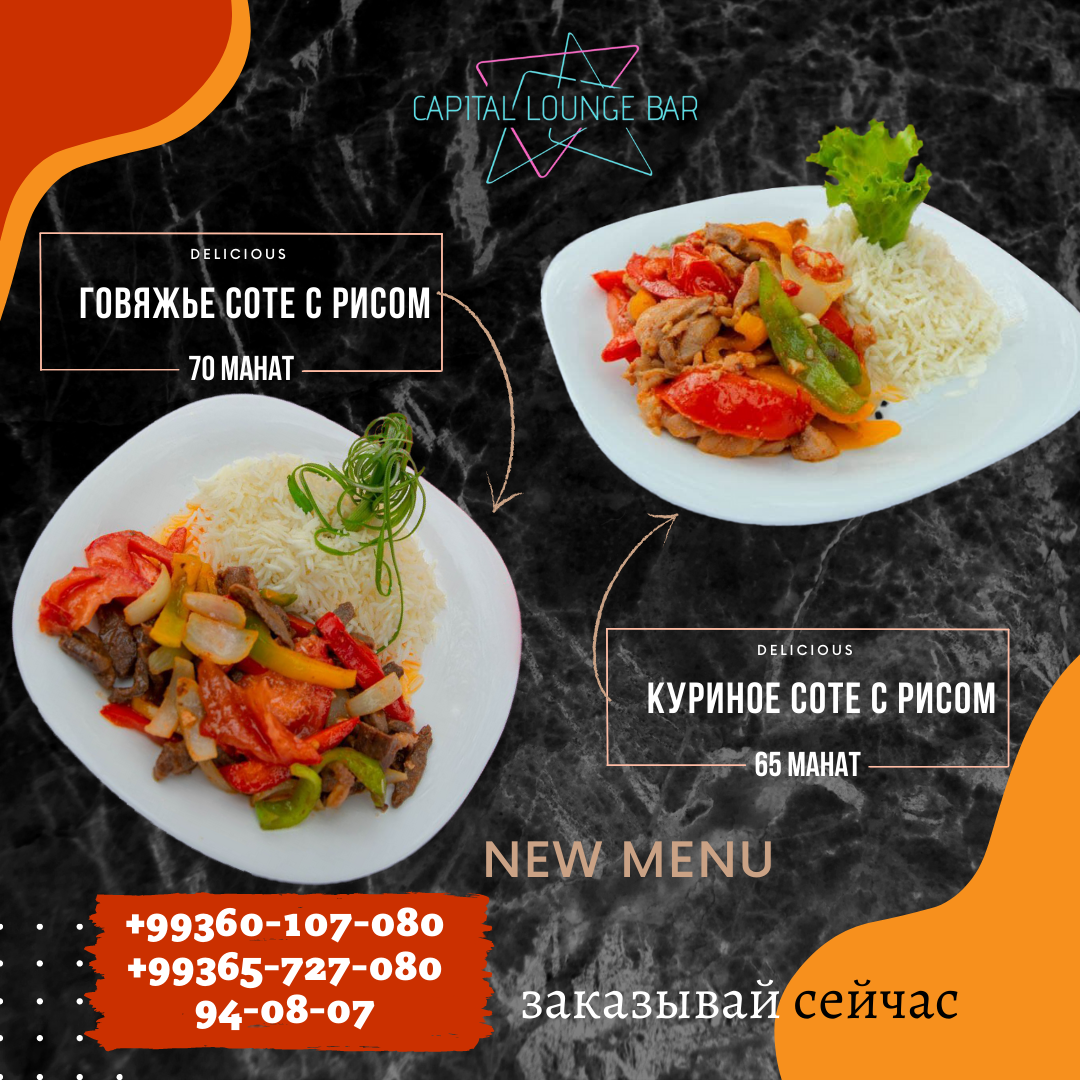 CAPITAL LOUNGE BAR
DELICIOUS
ГОВЯЖЬЕ СОТЕ С РИСОМ
70 МАНАТ
DELICIOUS
КУРИНОЕ СОТЕ С РИСОМ
65 МАНАТ
NEW MENU
+99360-107-080
+99365-727-080
94-08-07
заказывай сейчас